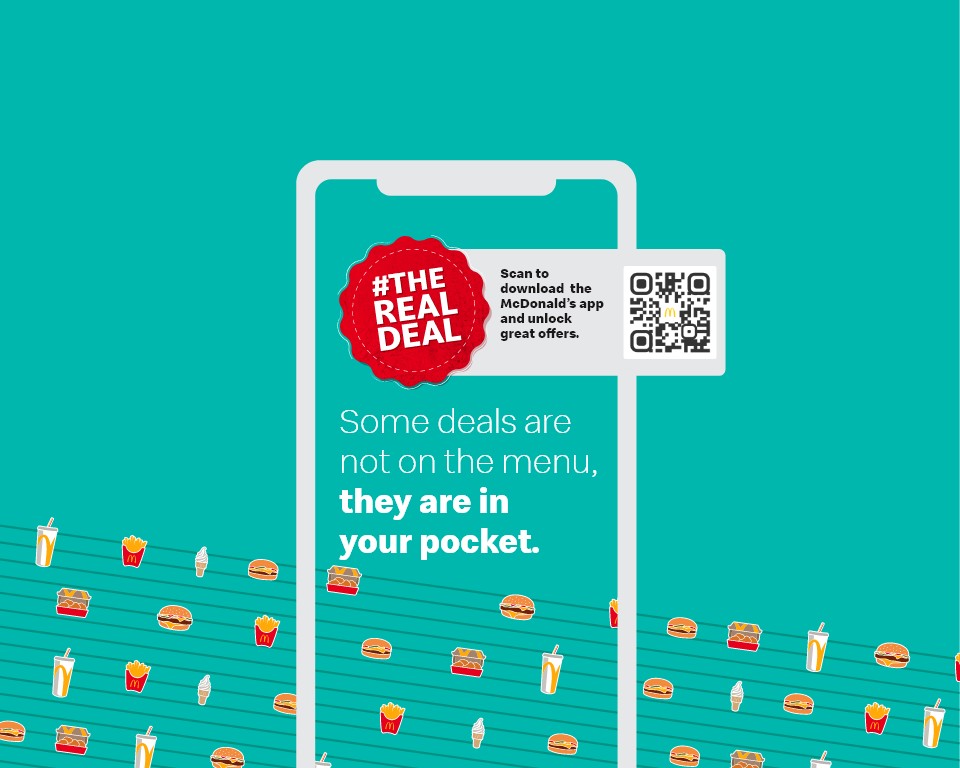 #THE
REAL
DEAL
Scan to
download the
McDonald's app
and unlock
great offers.
Some deals are
not on the menu,
they are in
your pocket.